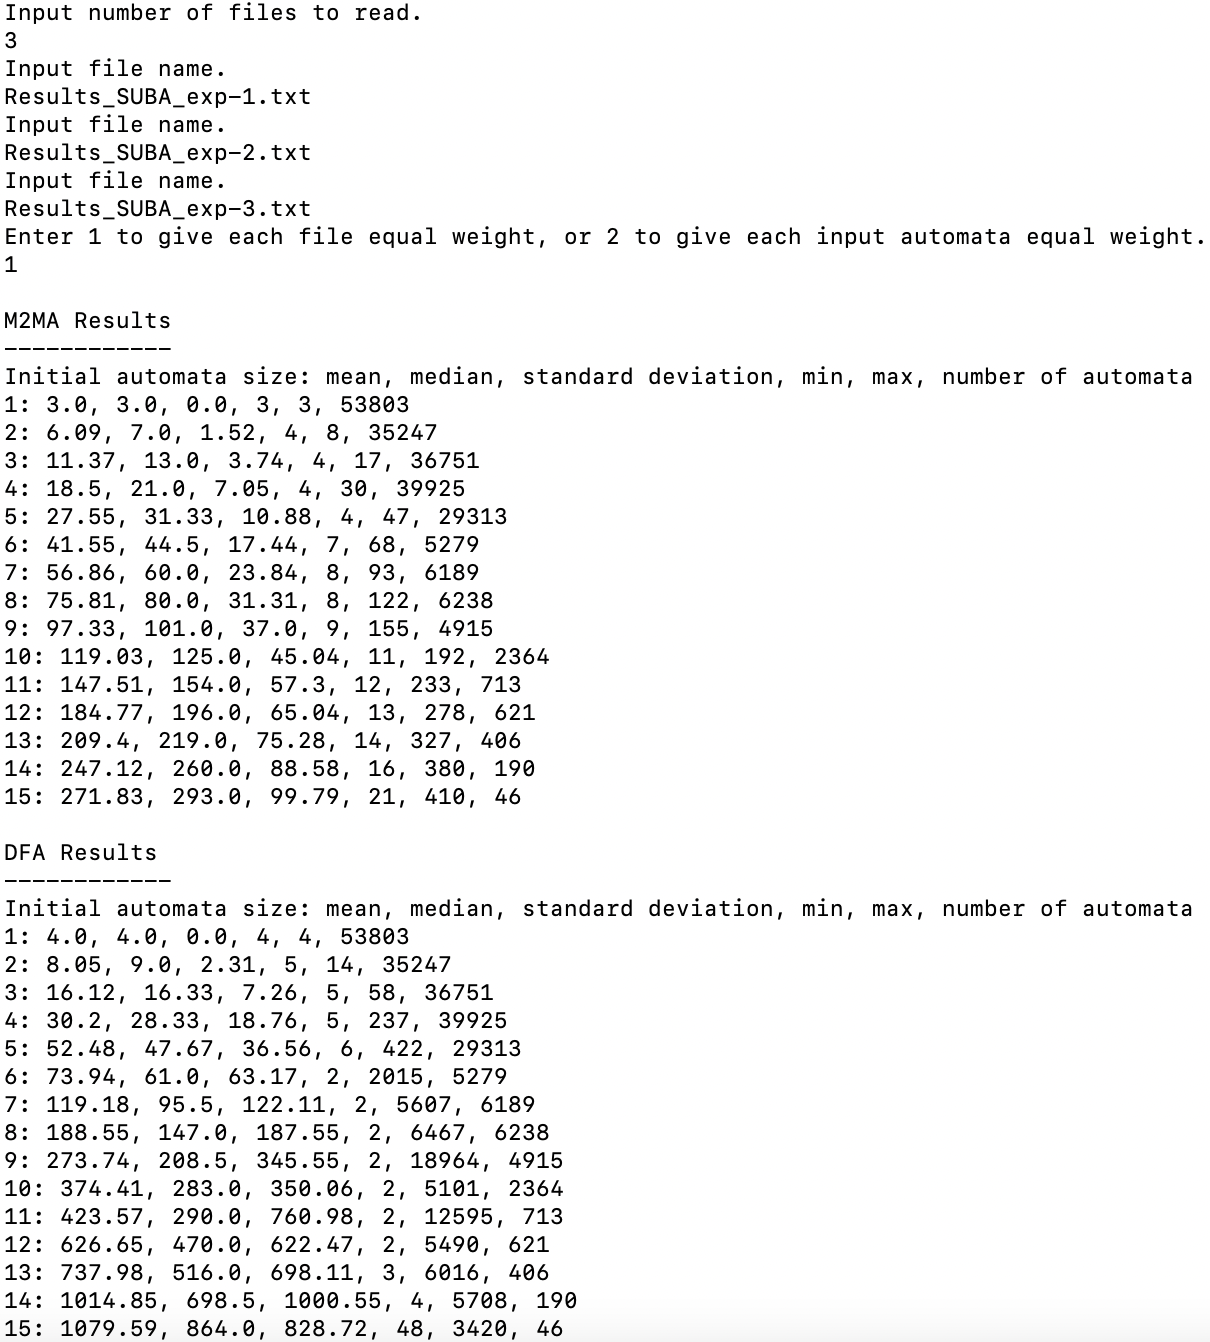 Input number of files to read.
3
Input file name.
Results_SUBA_exp-1.txt
Input file name.
Results_SUBA_exp-2.txt
Input file name.
Results_SUBA_exp-3.txt
Enter 1 to give each file equal weight, or 2 to give each input automata equal weight.
1

M2MA Results
------------
Initial automata size: mean, median, standard deviation, min, max, number of automata
1: 3.0, 3.0, 0.0, 3, 3, 53803
2: 6.09, 7.0, 1.52, 4, 8, 35247
3: 11.37, 13.0, 3.74, 4, 17, 36751
4: 18.5, 21.0, 7.05, 4, 30, 39925
5: 27.55, 31.33, 10.88, 4, 47, 29313
6: 41.55, 44.5, 17.44, 7, 68, 5279
7: 56.86, 60.0, 23.84, 8, 93, 6189
8: 75.81, 80.0, 31.31, 8, 122, 6238
9: 97.33, 101.0, 37.0, 9, 155, 4915
10: 119.03, 125.0, 45.04, 11, 192, 2364
11: 147.51, 154.0, 57.3, 12, 233, 713
12: 184.77, 196.0, 65.04, 13, 278, 621
13: 209.4, 219.0, 75.28, 14, 327, 406
14: 247.12, 260.0, 88.58, 16, 380, 190
15: 271.83, 293.0, 99.79, 21, 410, 46

DFA Results
------------
Initial automata size: mean, median, standard deviation, min, max, number of automata
1: 4.0, 4.0, 0.0, 4, 4, 53803
2: 8.05, 9.0, 2.31, 5, 14, 35247
3: 16.12, 16.33, 7.26, 5, 58, 36751
4: 30.2, 28.33, 18.76, 5, 237, 39925
5: 52.48, 47.67, 36.56, 6, 422, 29313
6: 73.94, 61.0, 63.17, 2, 2015, 5279
7: 119.18, 95.5, 122.11, 2, 5607, 6189
8: 188.55, 147.0, 187.55, 2, 6467, 6238
9: 273.74, 208.5, 345.55, 2, 18964, 4915
10: 374.41, 283.0, 350.06, 2, 5101, 2364
11: 423.57, 290.0, 760.98, 2, 12595, 713
12: 626.65, 470.0, 622.47, 2, 5490, 621
13: 737.98, 516.0, 698.11, 3, 6016, 406
14: 1014.85, 698.5, 1000.55, 4, 5708, 190
15: 1079.59, 864.0, 828.72, 48, 3420, 46